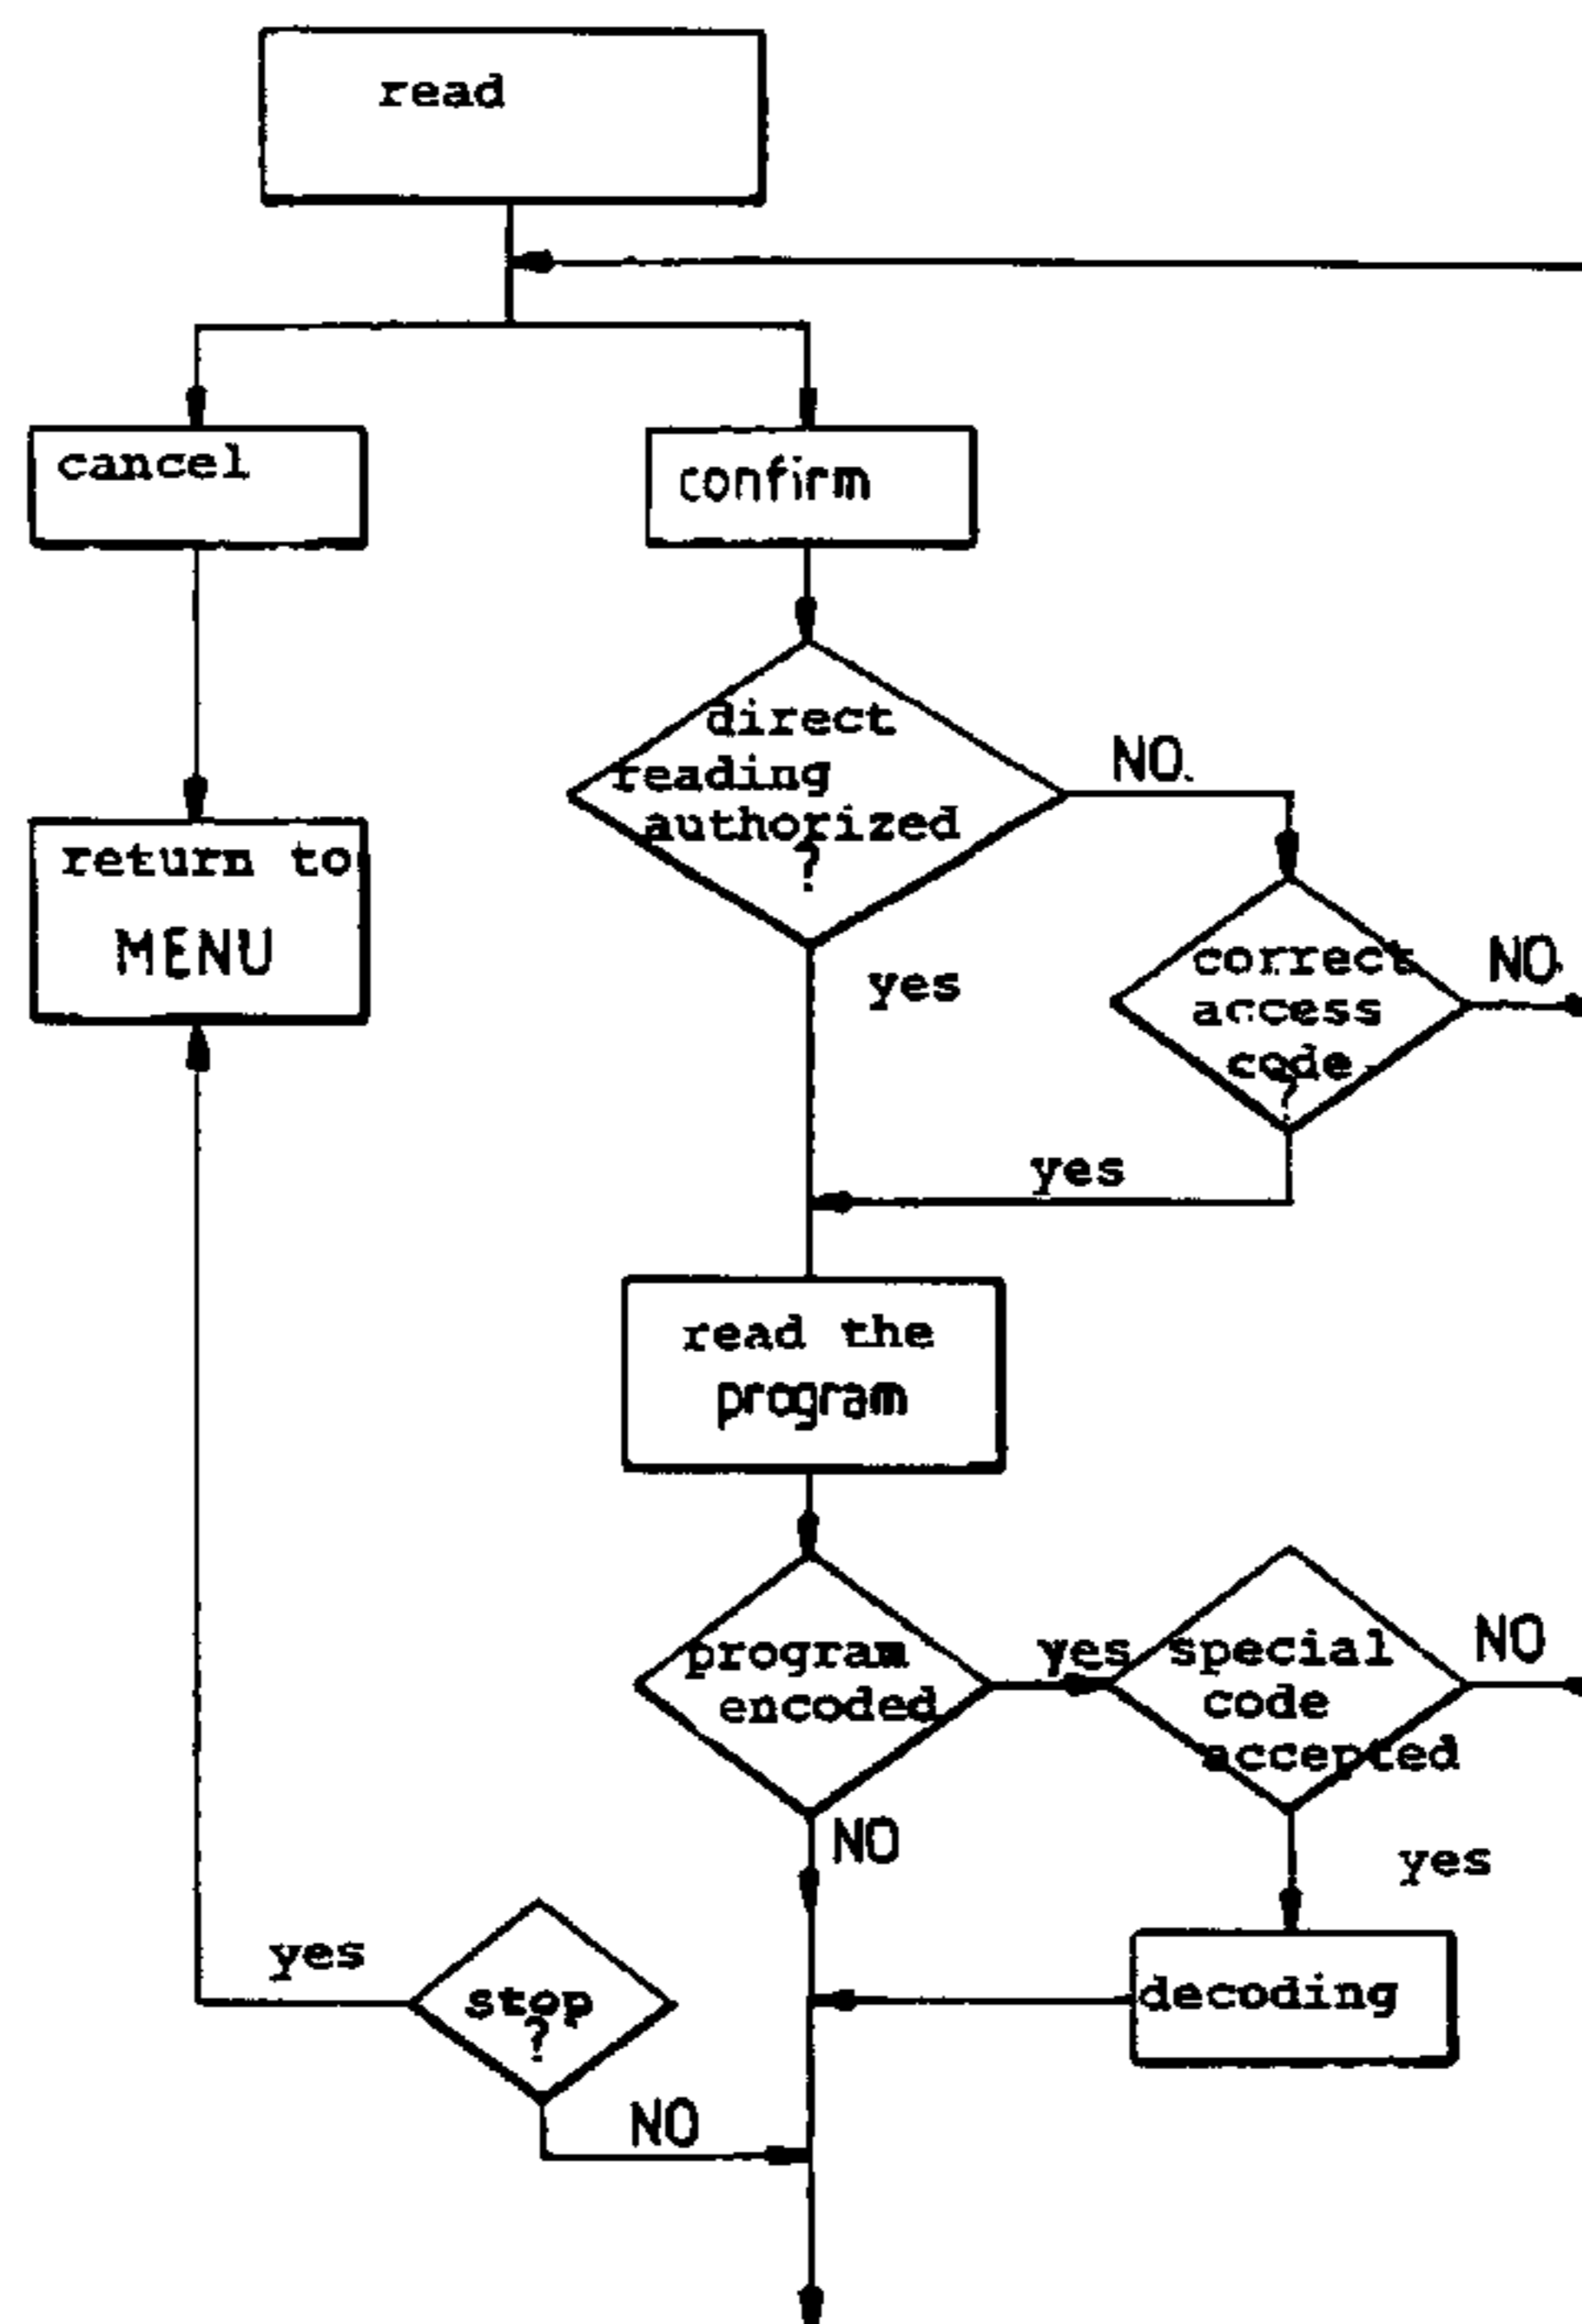 read
cancel
confirm
direct
reading
authorized
?
NO.
return to
MENU
correct
access
code
?
NO.
yes
yes
read the
program
program
encoded
yes
special
code
accepted
NO
NO
yes
yes
stop
?
decoding
NO